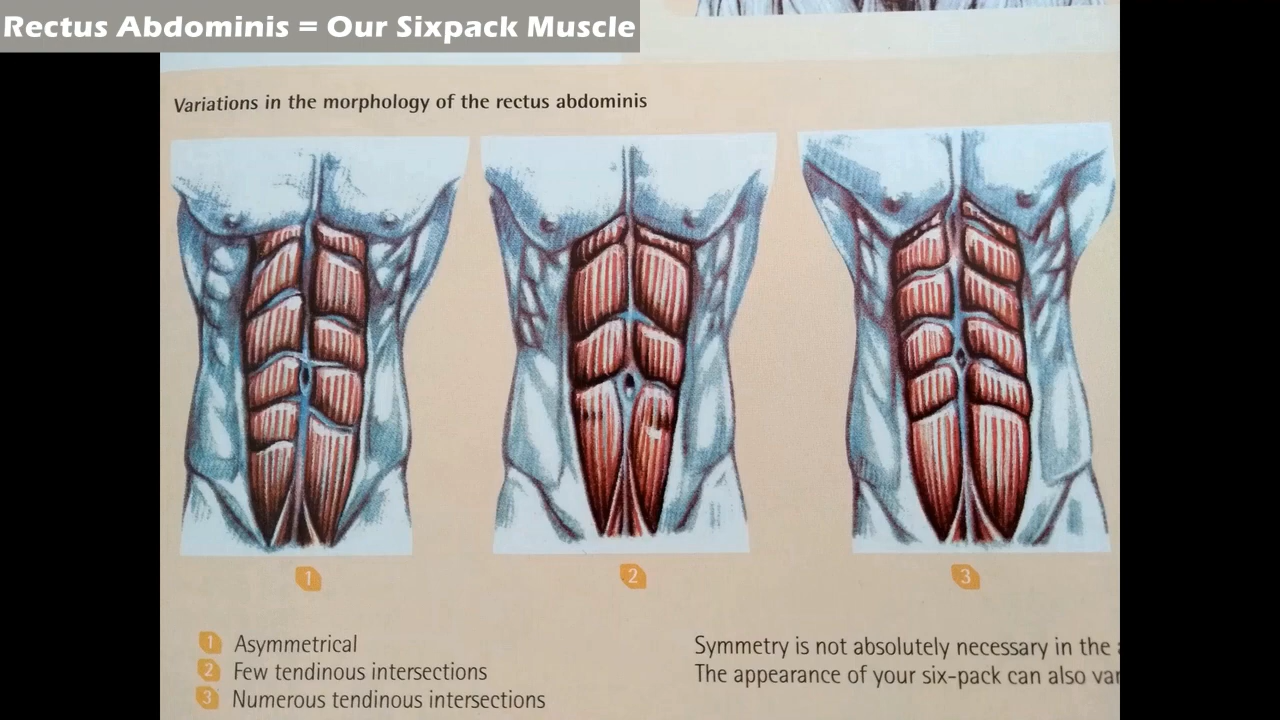 Rectus Abdominis = Our Sixpack Muscle
Variations in the morphology of the rectus abdominis
1
2
3
1 Asymmetrical
2 Few tendinous intersections
3 Numerous tendinous intersections
Symmetry is not absolutely necessary in the
The appearance of your six-pack can also